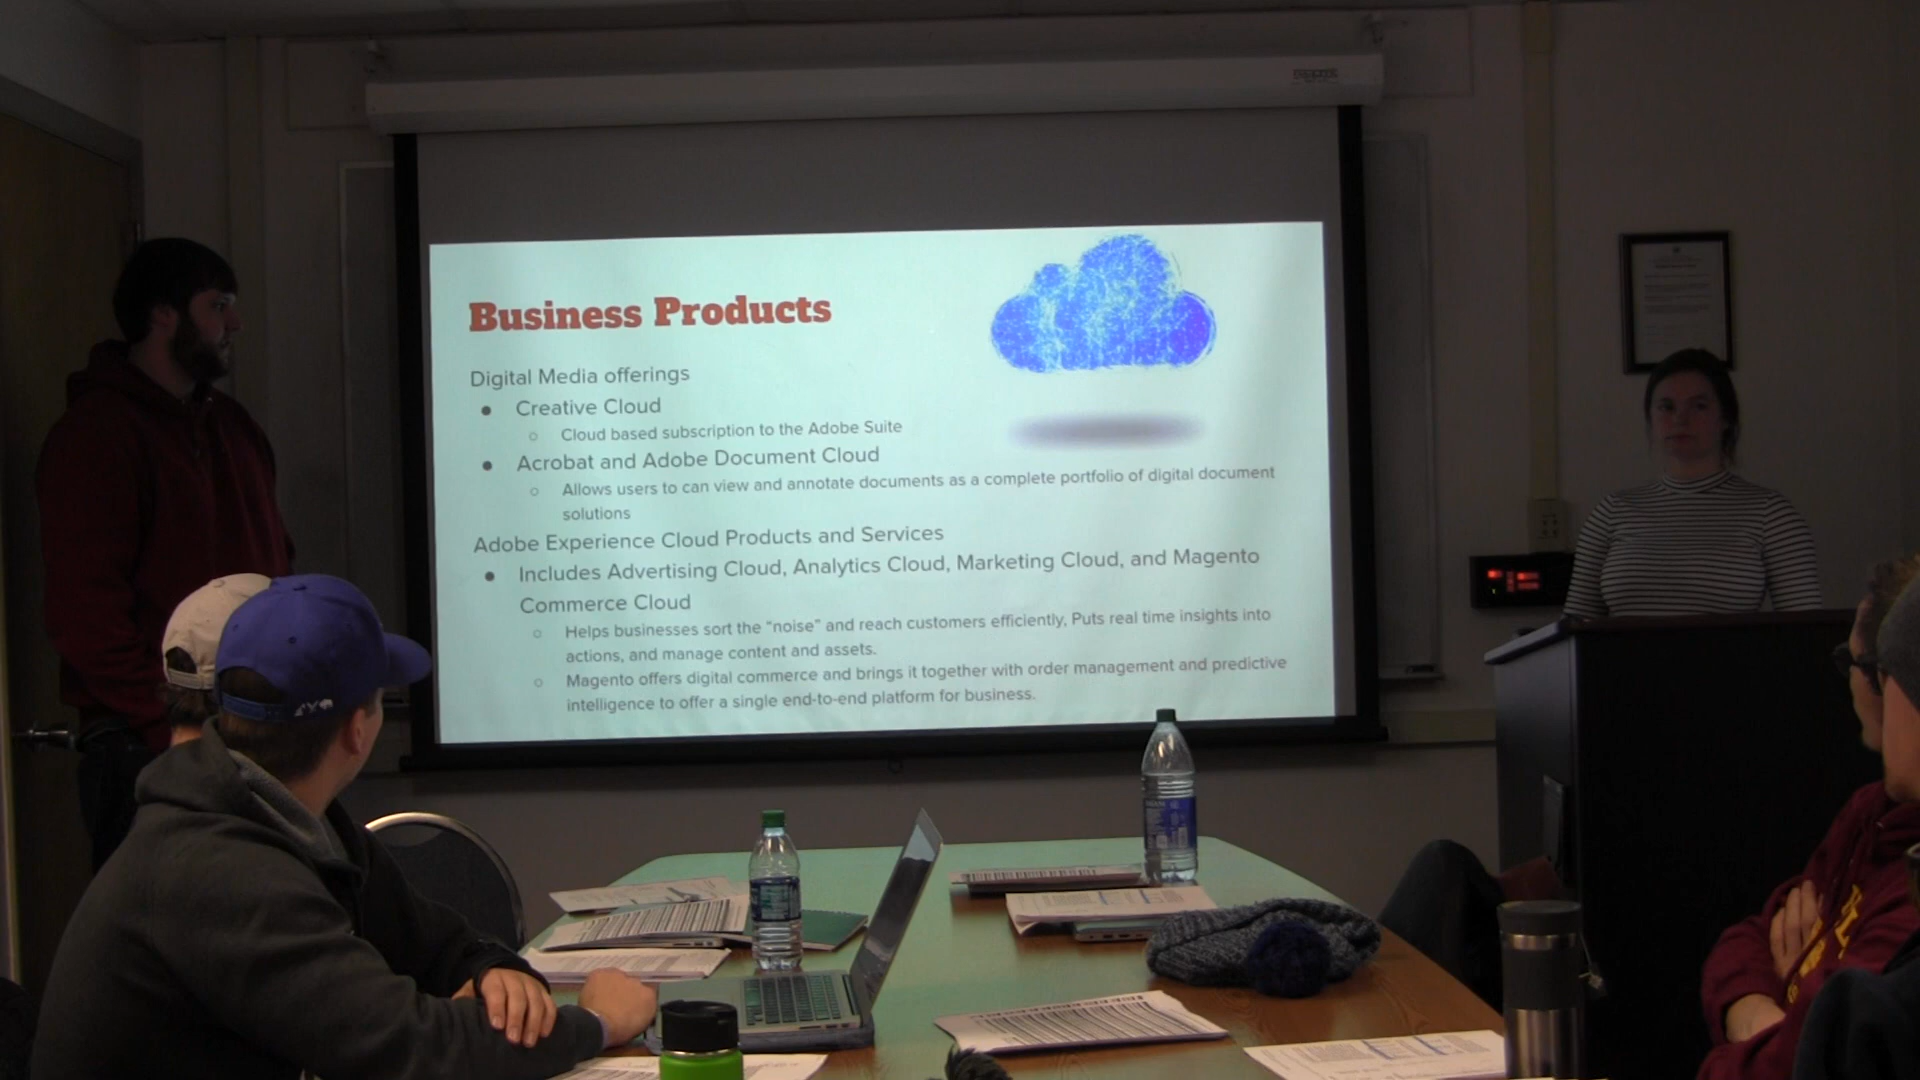 Business Products
Digital Media offerings
● Creative Cloud
○ Cloud based subscription to the Adobe Suite
● Acrobat and Adobe Document Cloud
○ Allows users to can view and annotate documents as a complete portfolio of digital document
solutions
Adobe Experience Cloud Products and Services
● Includes Advertising Cloud, Analytics Cloud, Marketing Cloud, and Magento
Commerce Cloud
○ Helps businesses sort the “noise” and reach customers efficiently, Puts real time insights into
actions, and manage content and assets.
○ Magento offers digital commerce and brings it together with order management and predictive
intelligence to offer a single end-to-end platform for business.